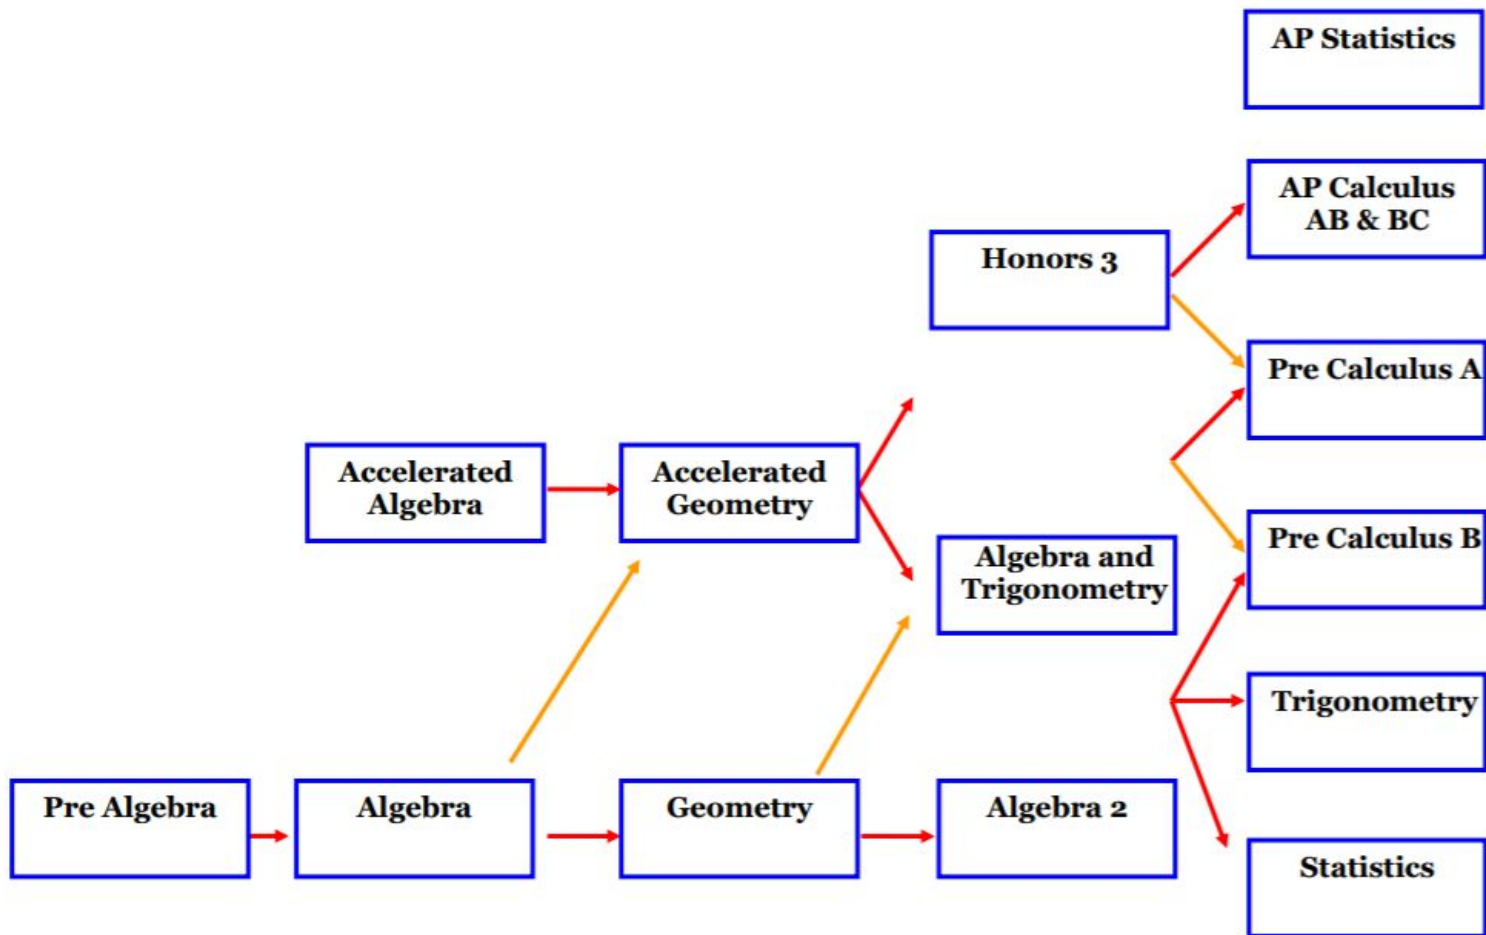 AP Statistics
AP Calculus
AB & BC
Honors 3
Pre Calculus A
Accelerated
Algebra
Accelerated
Geometry
Pre Calculus B
Algebra and
Trigonometry
Trigonometry
Pre Algebra
Algebra
Geometry
Algebra 2
Statistics